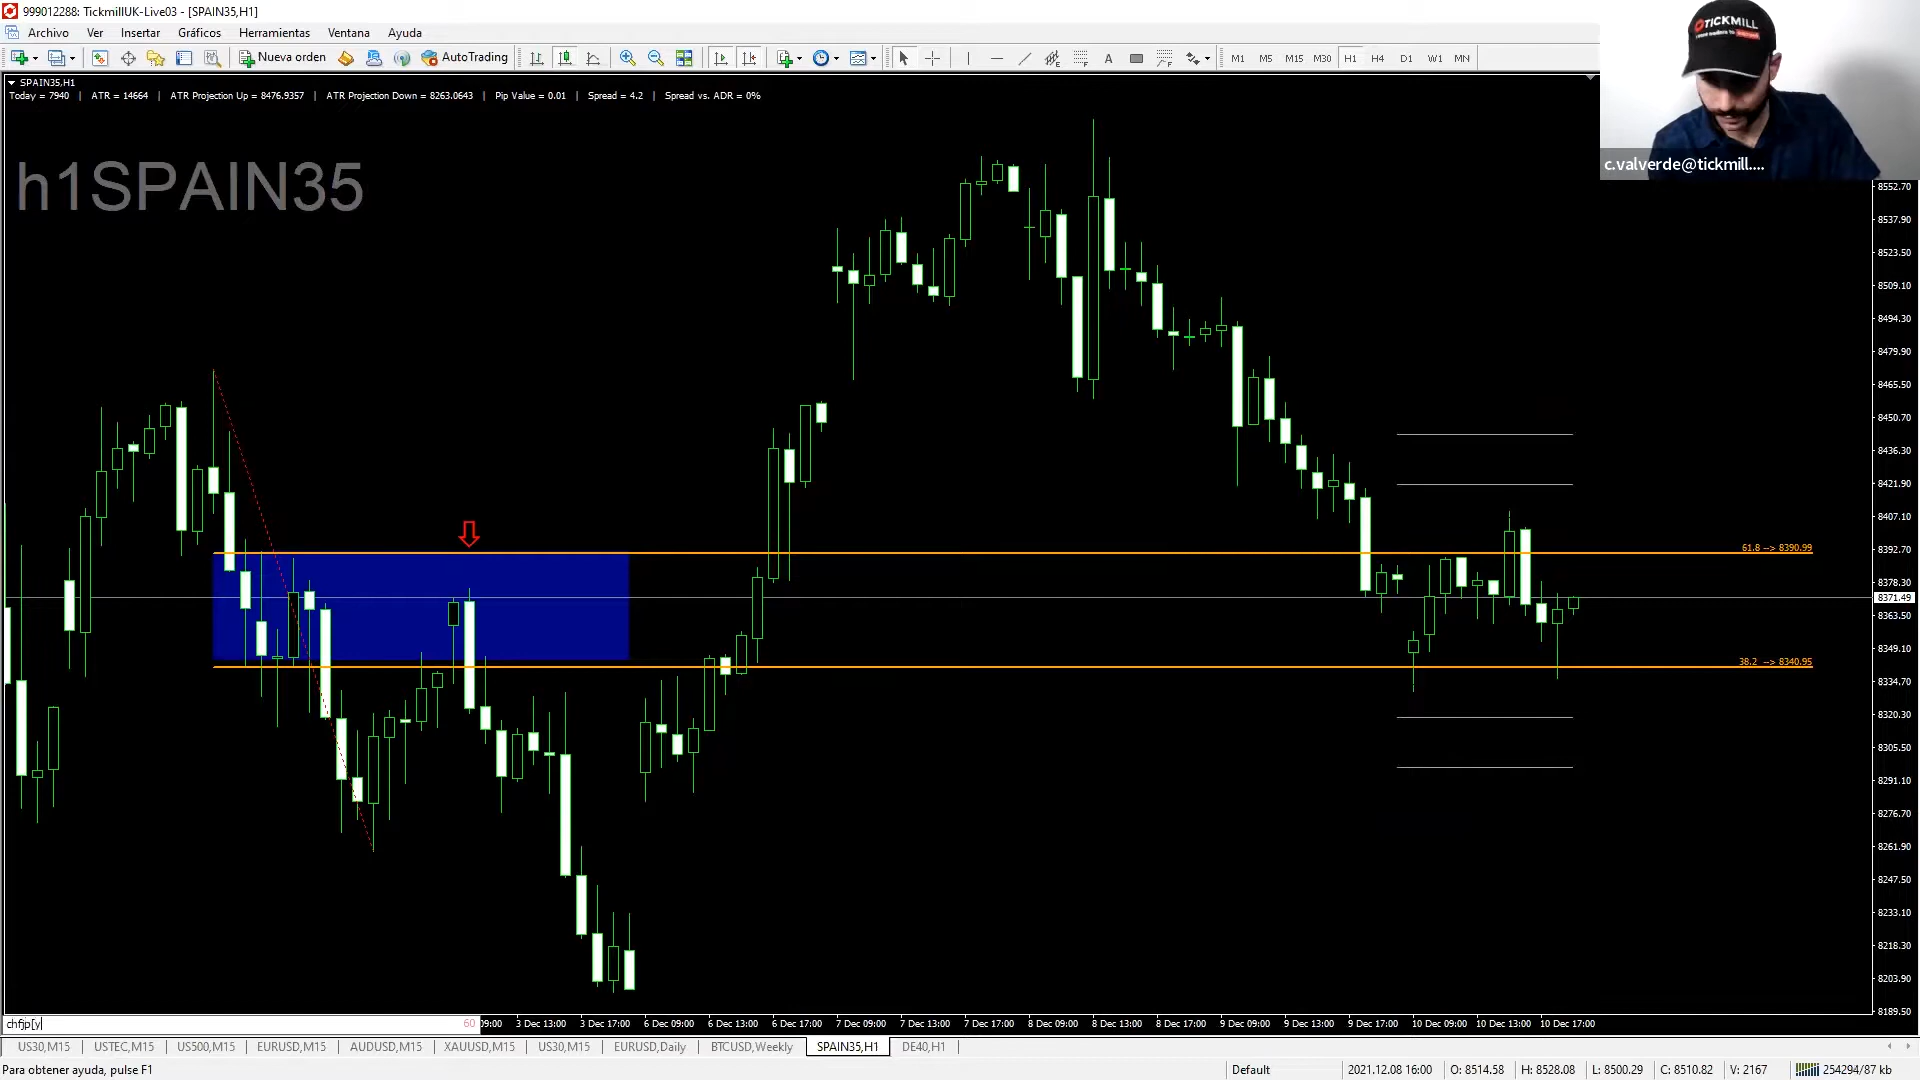 999012288: TickmillUK-Live03 - [SPAIN35,H1]
Archivo Ver Insertar Gráficos Herramientas Ventana Ayuda
Nueva orden AutoTrading A M1 M5 M15 M30 H1 H4 D1 W1 MN
TICKMILL
c.valverde@tickmill....
SPAIN35,H1
Today = 7940 | ATR = 14664 | ATR Projection Up = 8476.9357 | ATR Projection Down = 8263.0643 | Pip Value = 0.01 | Spread = 4.2 | Spread vs. ADR = 0%
h1SPAIN35
8552.70
8537.90
8523.50
8509.10
8494.30
8479.90
8465.50
8450.70
8436.30
8421.90
8407.10
61.8 --> 8390.99
8392.70
8378.30
8371.49
8363.50
8349.10
38.2 --> 8340.95
8334.70
8320.30
8305.50
8291.10
8276.70
8261.90
8247.50
8233.10
8218.30
8203.90
8189.50
chfjp[y 60 09:00 3 Dec 13:00 3 Dec 17:00 6 Dec 09:00 6 Dec 13:00 6 Dec 17:00 7 Dec 09:00 7 Dec 13:00 7 Dec 17:00 8 Dec 09:00 8 Dec 13:00 8 Dec 17:00 9 Dec 09:00 9 Dec 13:00 9 Dec 17:00 10 Dec 09:00 10 Dec 13:00 10 Dec 17:00
US30,M15 USTEC,M15 US500,M15 EURUSD,M15 AUDUSD,M15 XAUUSD,M15 US30,M15 EURUSD,Daily BTCUSD,Weekly SPAIN35,H1 DE40,H1
Para obtener ayuda, pulse F1 Default 2021.12.08 16:00 O: 8514.58 H: 8528.08 L: 8500.29 C: 8510.82 V: 2167 254294/87 kb